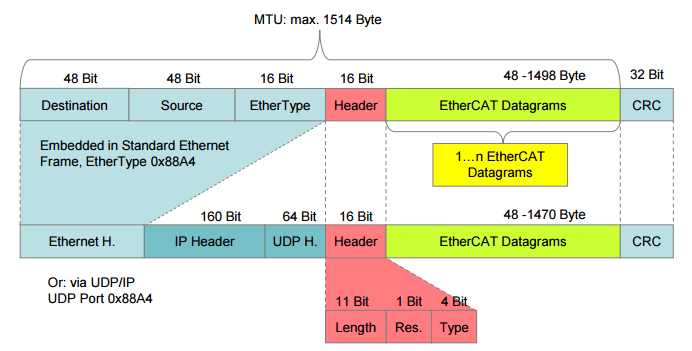 MTU: max. 1514 Byte
48 Bit 48 Bit 16 Bit 16 Bit 48 -1498 Byte 32 Bit
Destination Source EtherType Header EtherCAT Datagrams CRC
Embedded in Standard Ethernet
Frame, EtherType 0x88A4
1…n EtherCAT
Datagrams
160 Bit 64 Bit 16 Bit 48 -1470 Byte
Ethernet H. IP Header UDP H. Header EtherCAT Datagrams CRC
Or: via UDP/IP
UDP Port 0x88A4
11 Bit 1 Bit 4 Bit
Length Res. Type